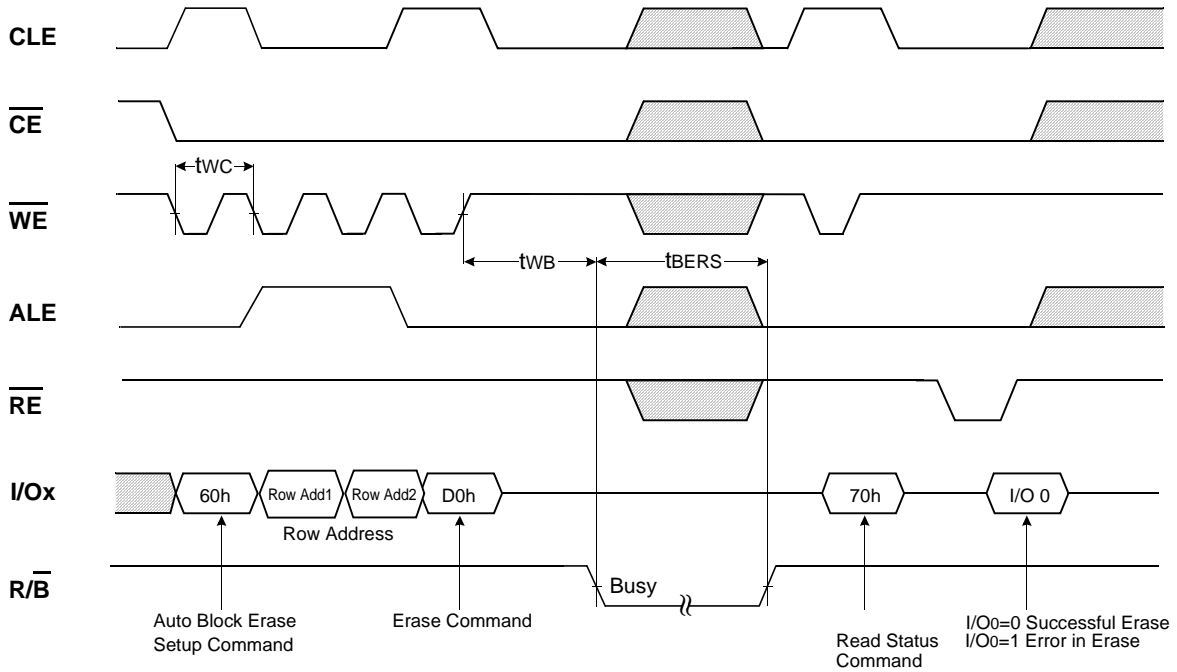 CLE
CE
tWC
WE
tWB
tBERS
ALE
RE
I/Ox
60h
Row Add1
Row Add2
D0h
70h
I/O 0
Row Address
R/B
Busy
Auto Block Erase
Setup Command
Erase Command
Read Status
Command
I/O0=0 Successful Erase
I/O0=1 Error in Erase